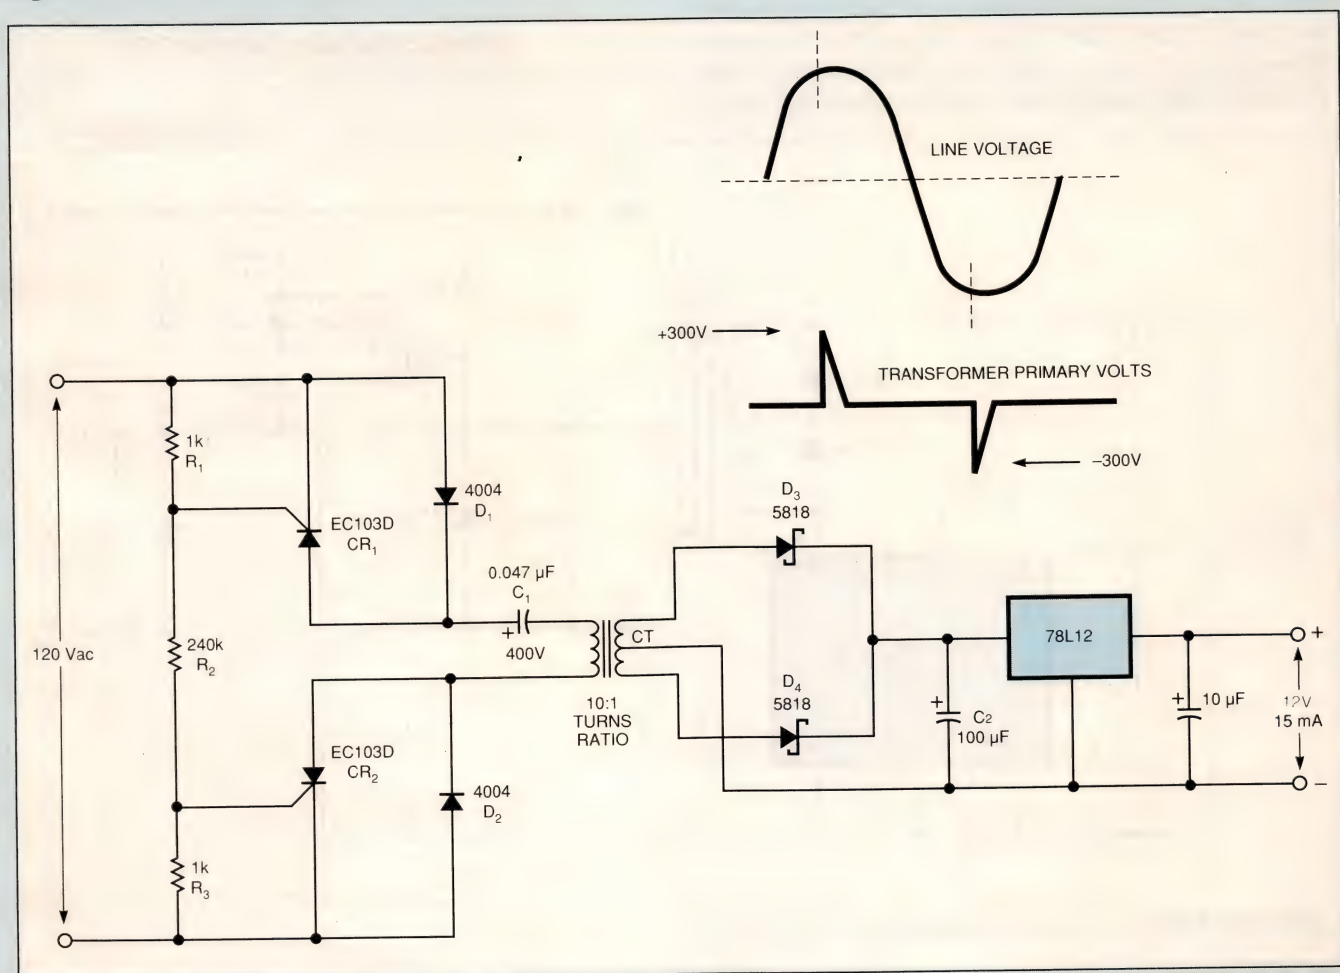 LINE VOLTAGE
+300V
TRANSFORMER PRIMARY VOLTS
−300V
1k
R₁
EC103D
CR₁
4004
D₁
D₃
5818
0.047 µF
C₁
+
400V
CT
78L12
+
120 Vac
240k
R₂
10:1
TURNS
RATIO
D₄
5818
+
C₂
100 µF
+
10 µF
12V
15 mA
−
EC103D
CR₂
4004
D₂
1k
R₃